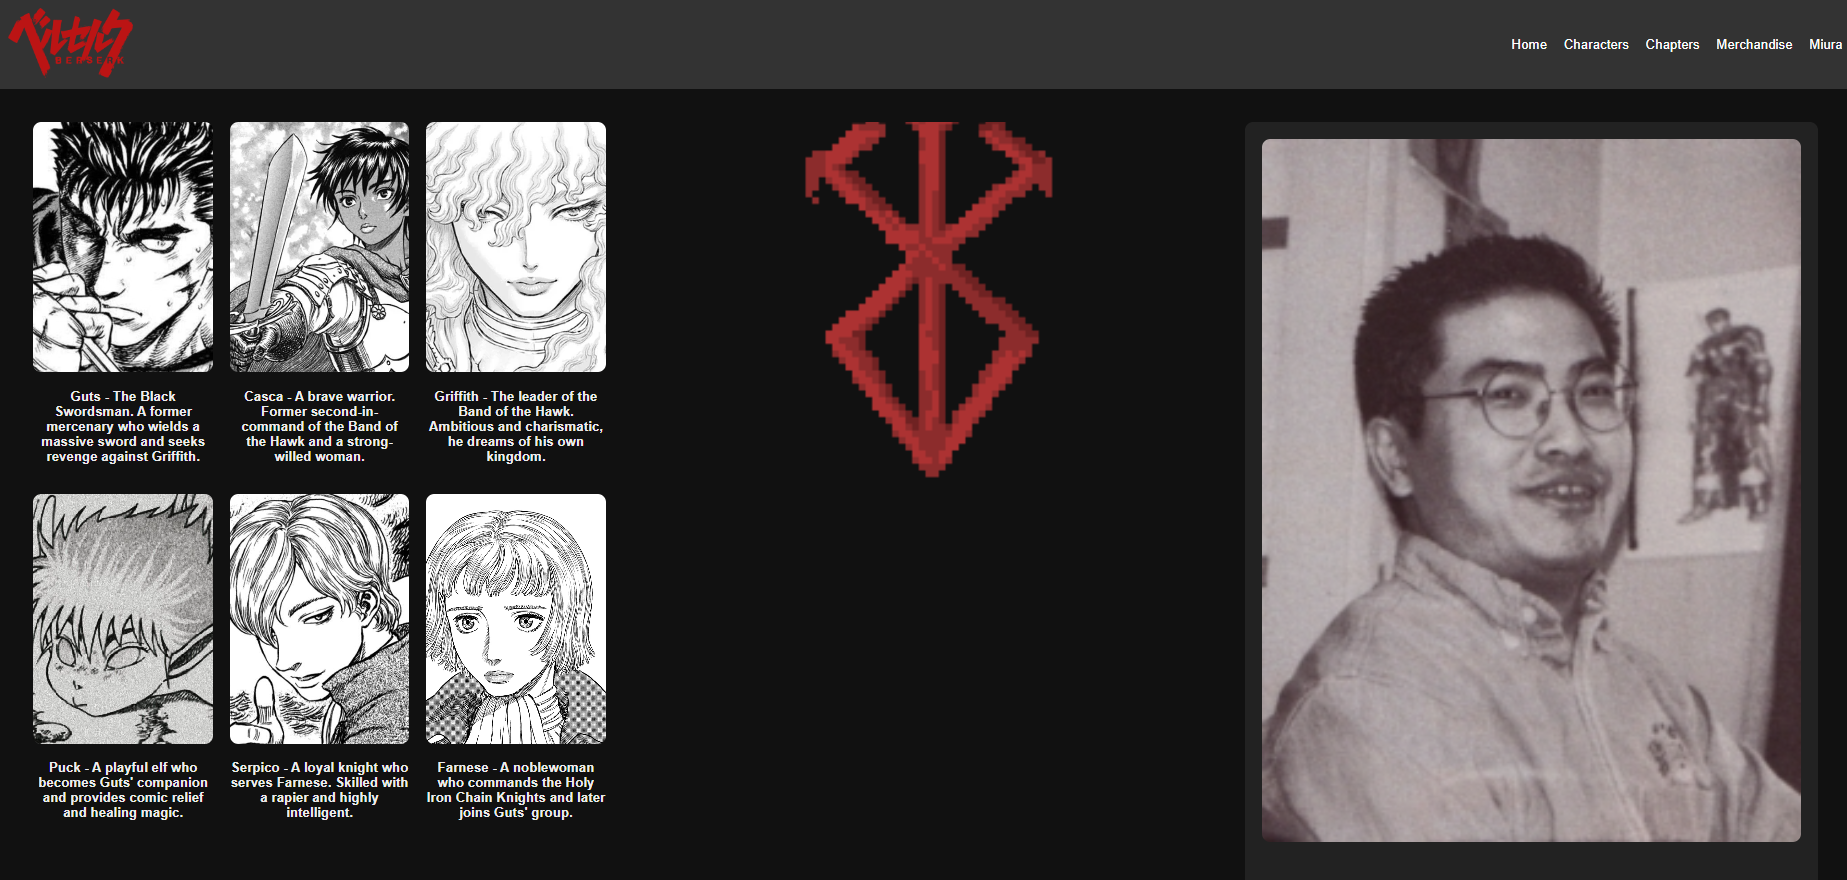 ベルセルク
BERSERK
Home Characters Chapters Merchandise Miura
Guts - The Black
Swordsman. A former
mercenary who wields a
massive sword and seeks
revenge against Griffith.
Casca - A brave warrior.
Former second-in-
command of the Band of
the Hawk and a strong-
willed woman.
Griffith - The leader of the
Band of the Hawk.
Ambitious and charismatic,
he dreams of his own
kingdom.
Puck - A playful elf who
becomes Guts' companion
and provides comic relief
and healing magic.
Serpico - A loyal knight who
serves Farnese. Skilled with
a rapier and highly
intelligent.
Farnese - A noblewoman
who commands the Holy
Iron Chain Knights and later
joins Guts' group.